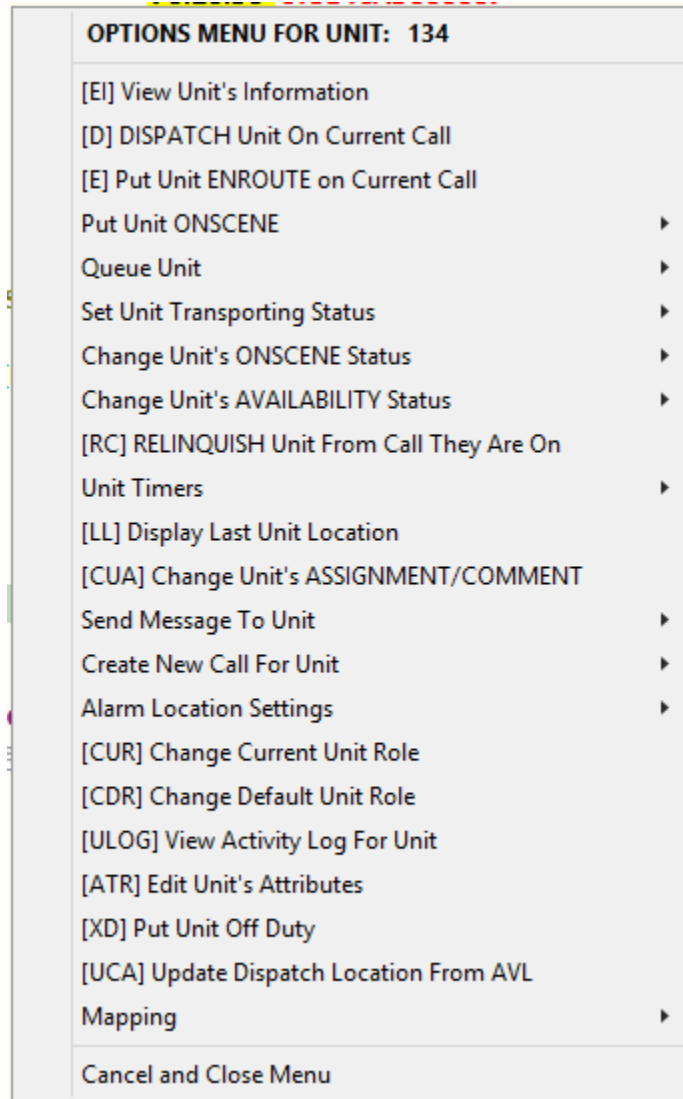 OPTIONS MENU FOR UNIT: 134
[EI] View Unit's Information
[D] DISPATCH Unit On Current Call
[E] Put Unit ENROUTE on Current Call
Put Unit ONSCENE
Queue Unit
Set Unit Transporting Status
Change Unit's ONSCENE Status
Change Unit's AVAILABILITY Status
[RC] RELINQUISH Unit From Call They Are On
Unit Timers
[LL] Display Last Unit Location
[CUA] Change Unit's ASSIGNMENT/COMMENT
Send Message To Unit
Create New Call For Unit
Alarm Location Settings
[CUR] Change Current Unit Role
[CDR] Change Default Unit Role
[ULOG] View Activity Log For Unit
[ATR] Edit Unit's Attributes
[XD] Put Unit Off Duty
[UCA] Update Dispatch Location From AVL
Mapping
Cancel and Close Menu